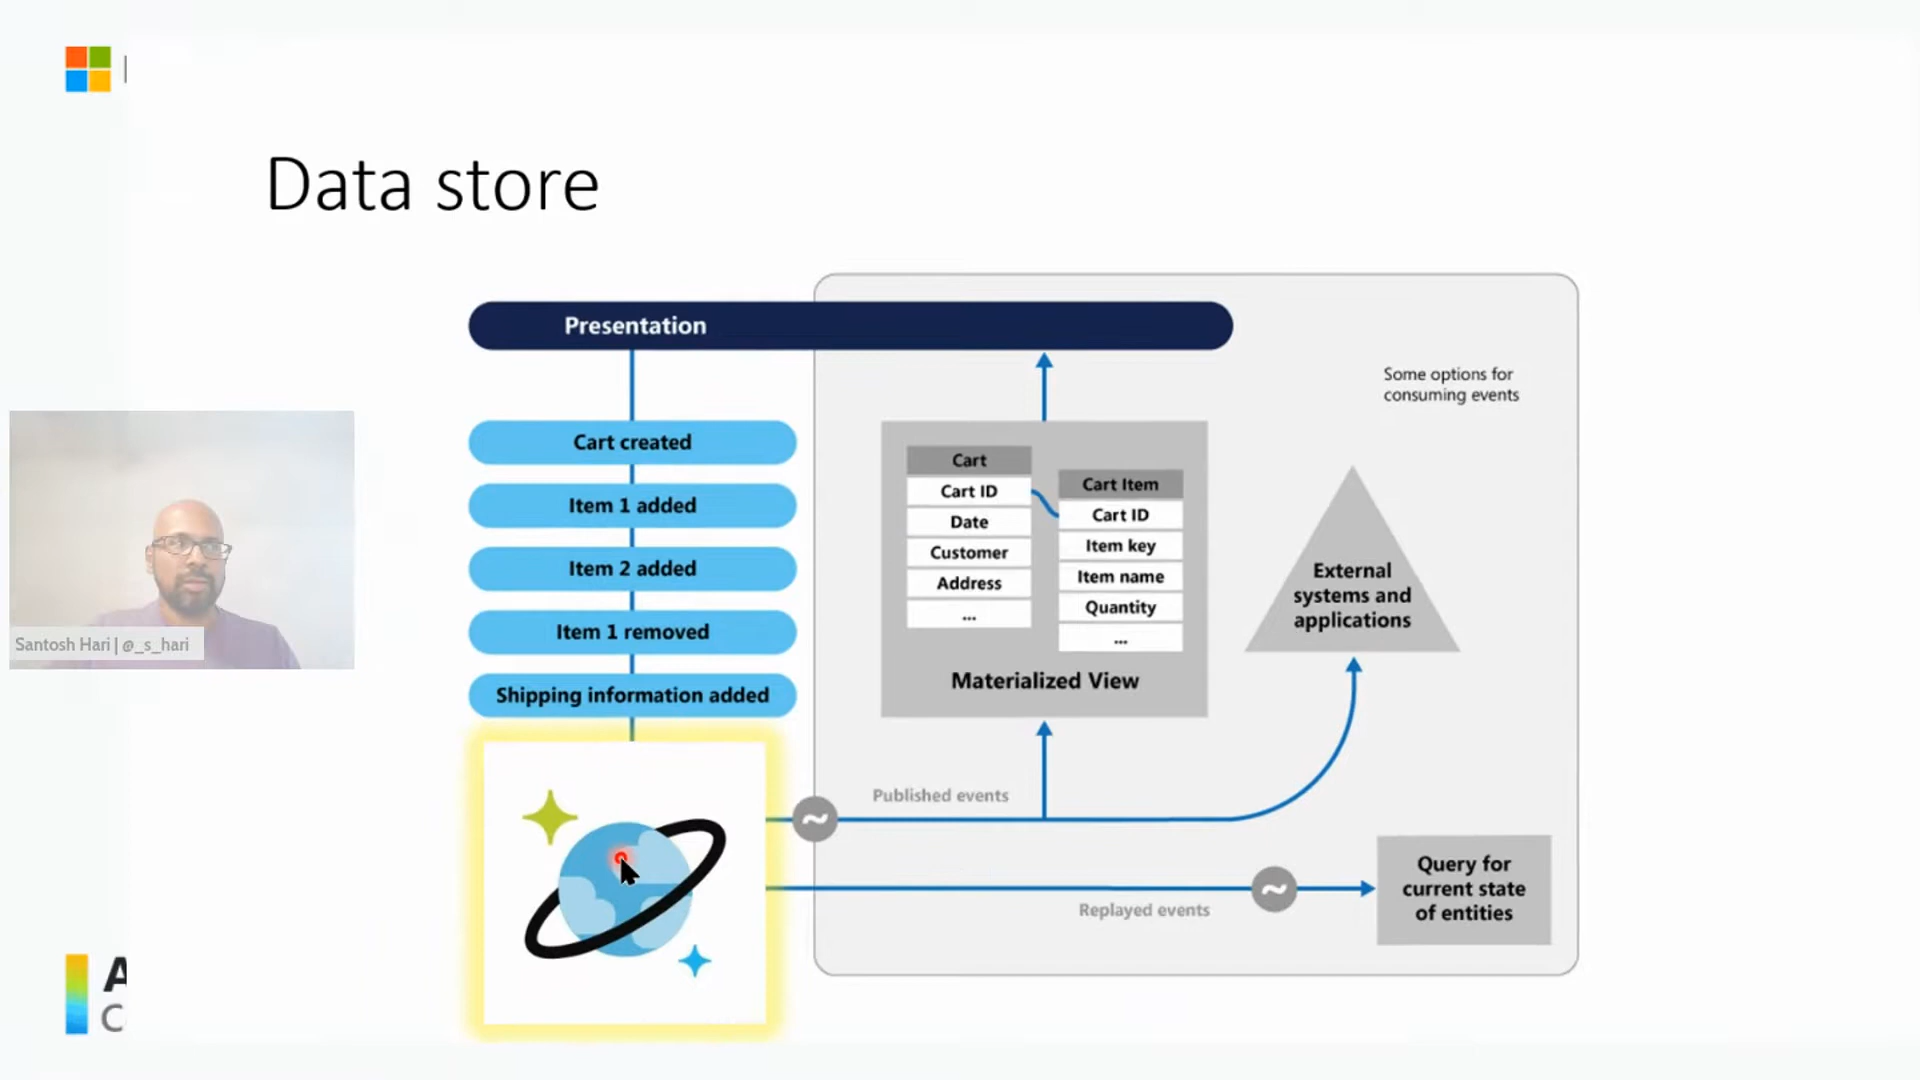 Data store
Presentation
Some options for
consuming events
Cart created
Item 1 added
Item 2 added
Item 1 removed
Shipping information added
Cart
Cart ID
Date
Customer
Address
...
Cart Item
Cart ID
Item key
Item name
Quantity
...
Materialized View
External
systems and
applications
Santosh Hari | @_s_hari
Published events
Replayed events
Query for
current state
of entities
A
C